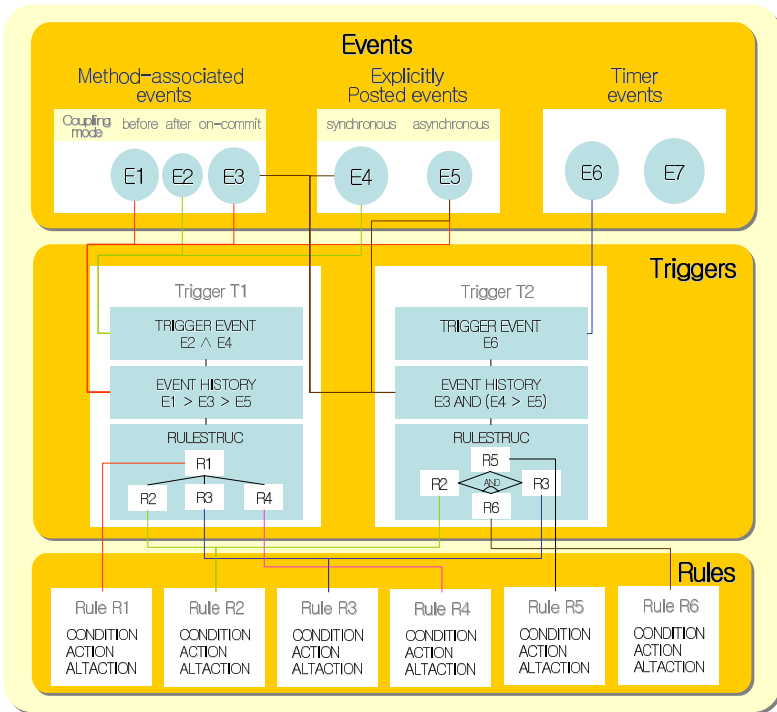 Events
Method-associated
events
Explicitly
Posted events
Timer
events
Coupling
mode
before after on-commit
synchronous asynchronous
E1 E2 E3 E4 E5 E6 E7
Triggers
Trigger T1
TRIGGER EVENT
E2 ∧ E4
EVENT HISTORY
E1 > E3 > E5
RULESTRUC
R1
R2 R3 R4
Trigger T2
TRIGGER EVENT
E6
EVENT HISTORY
E3 AND (E4 > E5)
RULESTRUC
R5
R2 AND R3
R6
Rules
Rule R1
CONDITION
ACTION
ALTACTION
Rule R2
CONDITION
ACTION
ALTACTION
Rule R3
CONDITION
ACTION
ALTACTION
Rule R4
CONDITION
ACTION
ALTACTION
Rule R5
CONDITION
ACTION
ALTACTION
Rule R6
CONDITION
ACTION
ALTACTION